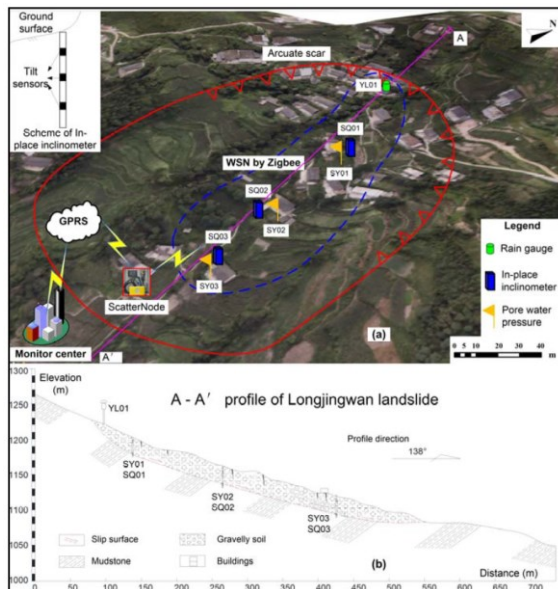 Ground
surface
Tilt
sensors
Scheme of In-
place inclinometer
Arcuate scar
N
A
YL01
SQ01
WSN by Zigbee
SY01
SQ02
SY02
GPRS
SQ03
SY03
ScatterNode
Monitor center
A'
(a)
Legend
Rain gauge
In-place
inclinometer
Pore water
pressure
0 5 10 20 30 40
m
1300
Elevation
(m)
A - A' profile of Longjingwan landslide
1250
YL01
Profile direction
138°
1200
1150
SY01
SQ01
SY02
SQ02
SY03
SQ03
1100
Slip surface
Gravelly soil
1050
Mudstone
Buildings
(b)
Distance (m)
1000
0 50 100 150 200 250 300 350 400 450 500 550 600 650 700